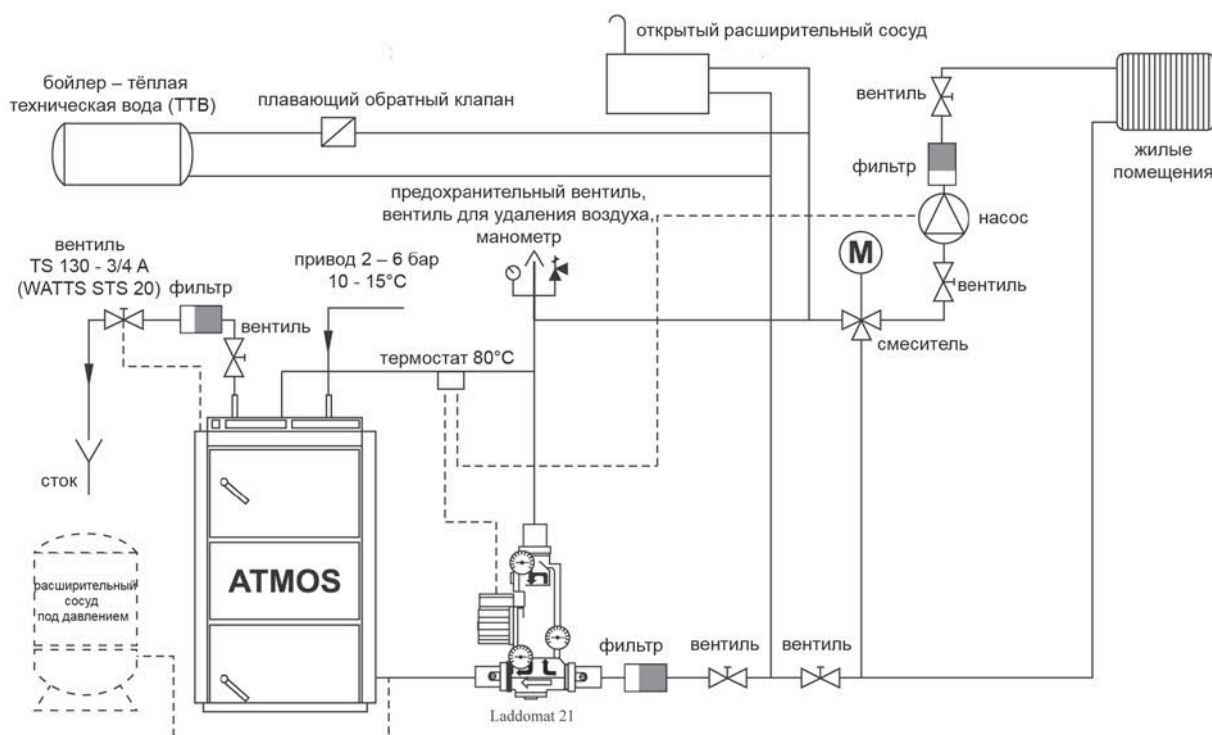 открытый расширительный сосуд
бойлер – тёплая
техническая вода (ТТВ)
плавающий обратный клапан
вентиль
фильтр
жилые
помещения
предохранительный вентиль,
вентиль для удаления воздуха,
манометр
насос
М
вентиль
TS 130 - 3/4 A
(WATTS STS 20)
фильтр
привод 2 – 6 бар
10 - 15°C
вентиль
вентиль
смеситель
термостат 80°C
сток
ATMOS
расширительный
сосуд
под давлением
фильтр
вентиль
вентиль
Laddomat 21